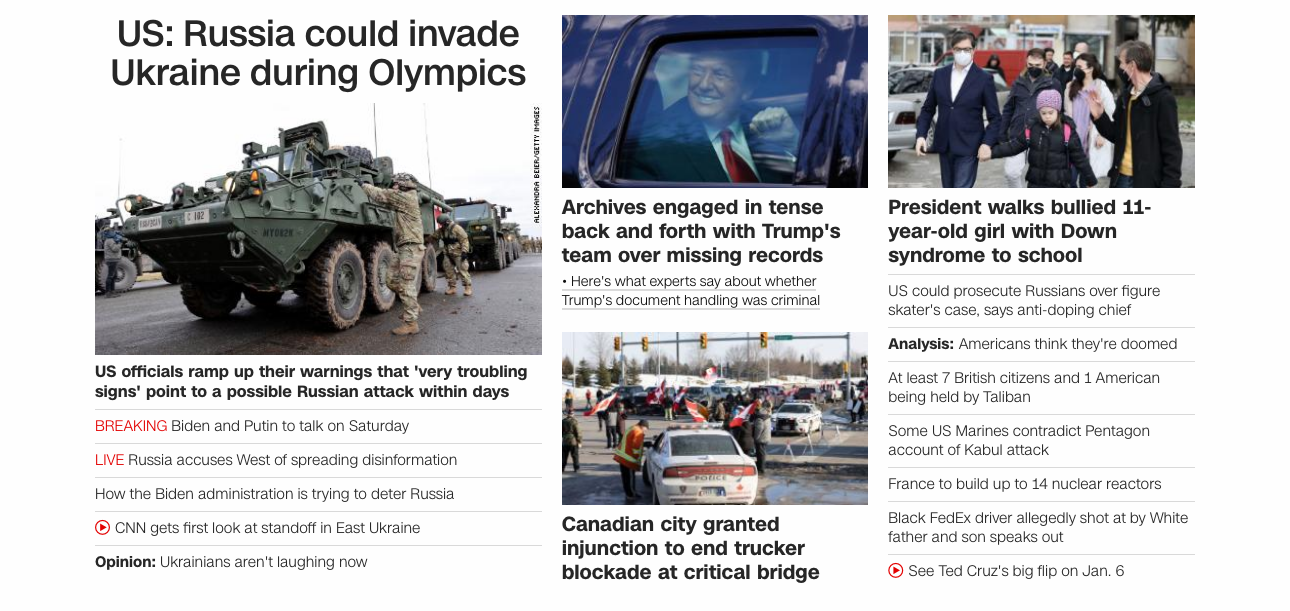 US: Russia could invade
Ukraine during Olympics
ALEXANDRA BEIER/GETTY IMAGES
C 102
US officials ramp up their warnings that 'very troubling
signs' point to a possible Russian attack within days
BREAKING Biden and Putin to talk on Saturday
LIVE Russia accuses West of spreading disinformation
How the Biden administration is trying to deter Russia
CNN gets first look at standoff in East Ukraine
Opinion: Ukrainians aren't laughing now
Archives engaged in tense
back and forth with Trump's
team over missing records
• Here's what experts say about whether
Trump's document handling was criminal
POLICE
Canadian city granted
injunction to end trucker
blockade at critical bridge
President walks bullied 11-
year-old girl with Down
syndrome to school
US could prosecute Russians over figure
skater's case, says anti-doping chief
Analysis: Americans think they're doomed
At least 7 British citizens and 1 American
being held by Taliban
Some US Marines contradict Pentagon
account of Kabul attack
France to build up to 14 nuclear reactors
Black FedEx driver allegedly shot at by White
father and son speaks out
See Ted Cruz's big flip on Jan. 6